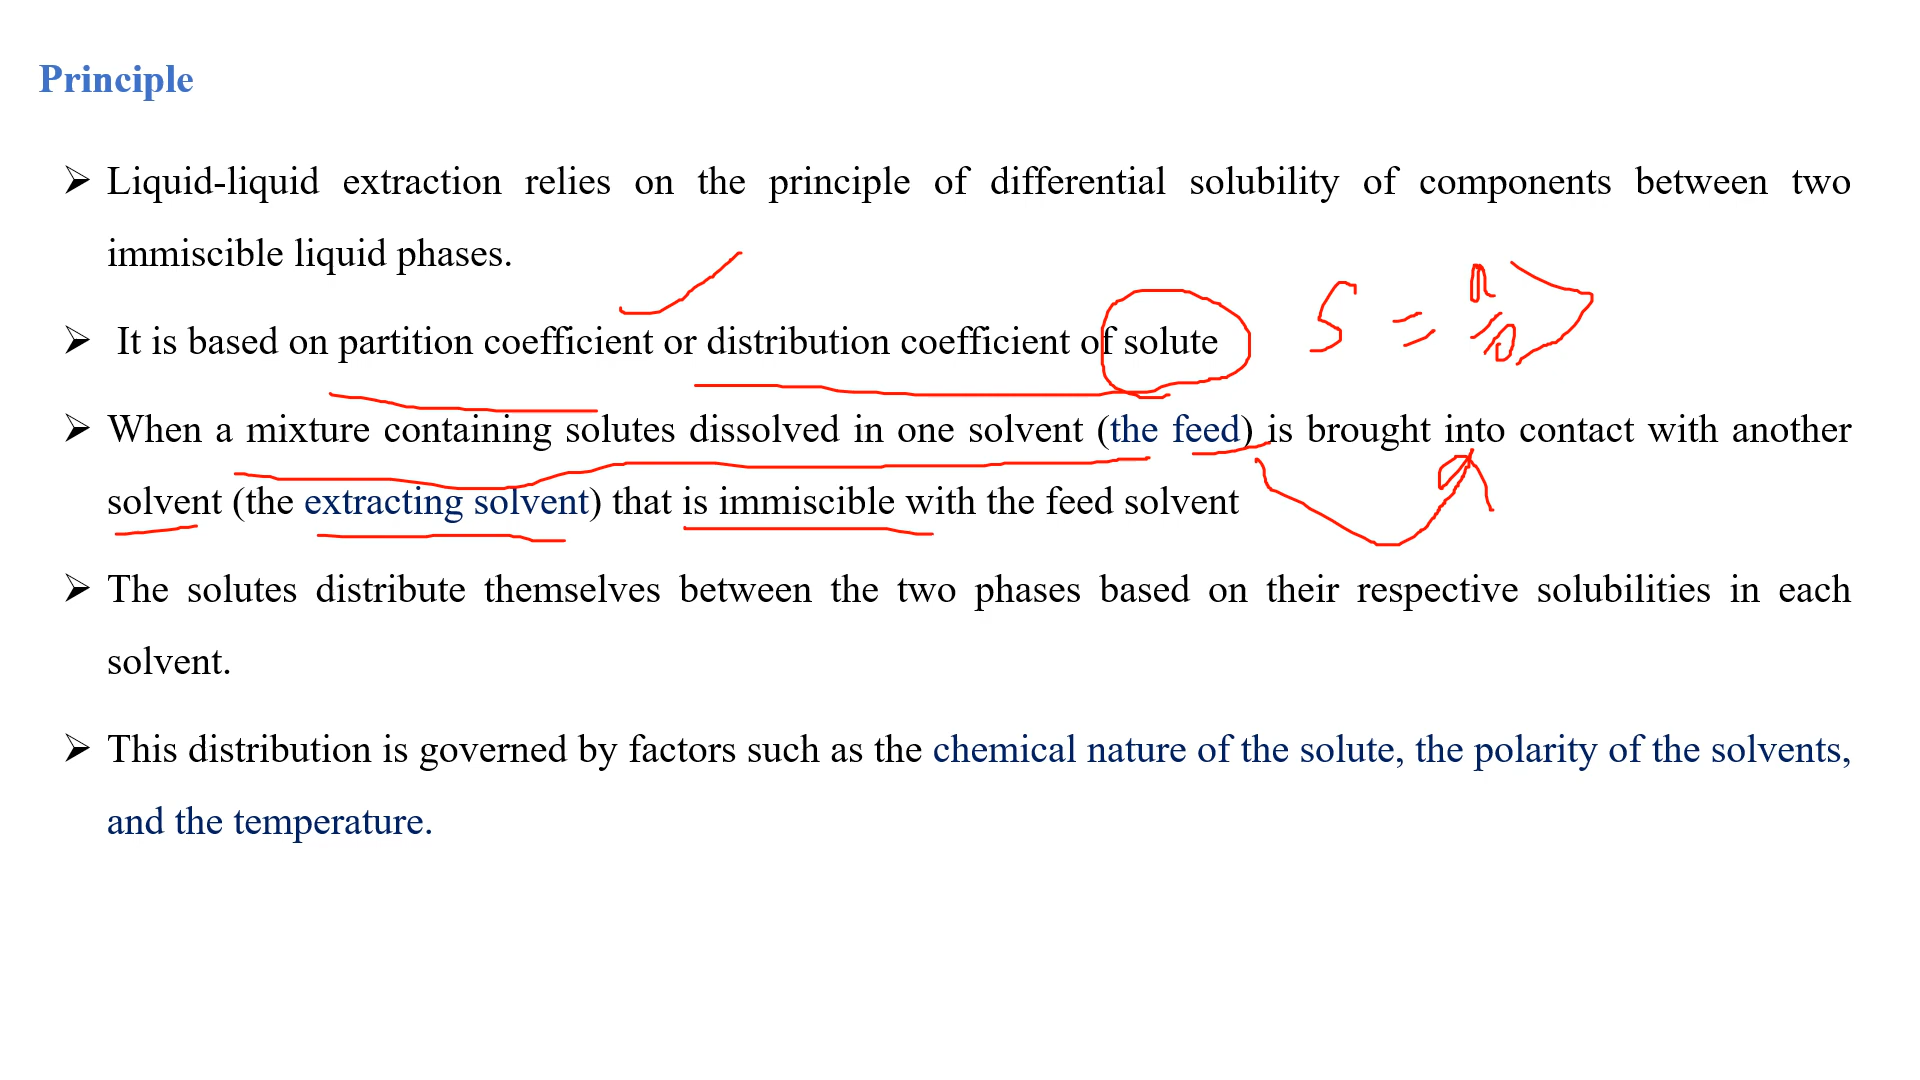 Principle
Liquid-liquid extraction relies on the principle of differential solubility of components between two
immiscible liquid phases.
It is based on partition coefficient or distribution coefficient of solute
S =
When a mixture containing solutes dissolved in one solvent (the feed) is brought into contact with another
solvent (the extracting solvent) that is immiscible with the feed solvent
The solutes distribute themselves between the two phases based on their respective solubilities in each
solvent.
This distribution is governed by factors such as the chemical nature of the solute, the polarity of the solvents,
and the temperature.